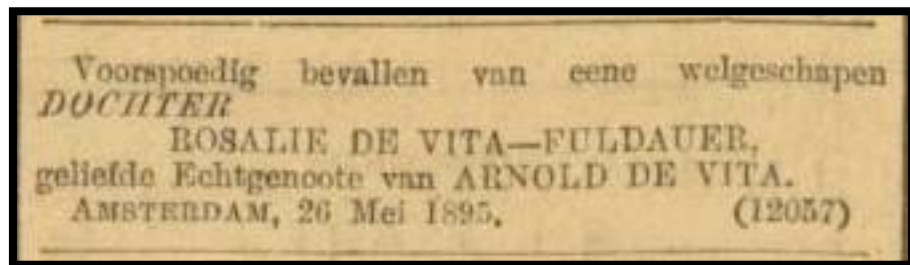 Voorspoedig bevallen van eene welgeschapen
DOCHTER
ROSALIE DE VITA—FULDAUER,
geliefde Echtgenoote van ARNOLD DE VITA.
AMSTERDAM, 26 Mei 1895. (12057)